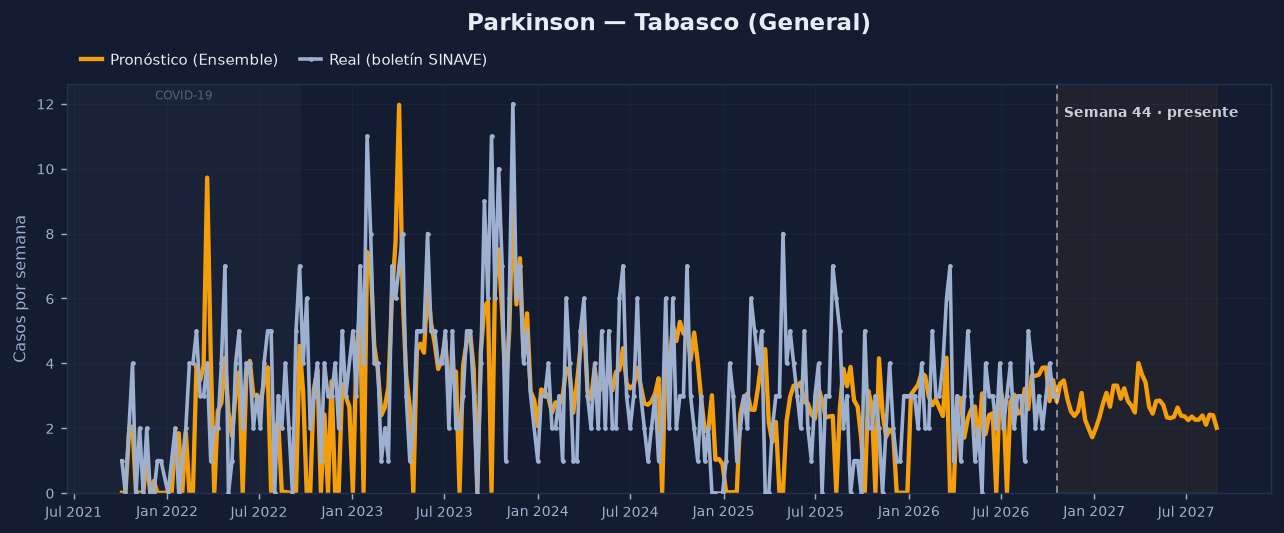 Parkinson — Tabasco (General)
Pronóstico (Ensemble)
Real (boletín SINAVE)
COVID-19
Semana 44 · presente
Casos por semana
12
10
8
6
4
2
0
Jul 2021
Jan 2022
Jul 2022
Jan 2023
Jul 2023
Jan 2024
Jul 2024
Jan 2025
Jul 2025
Jan 2026
Jul 2026
Jan 2027
Jul 2027